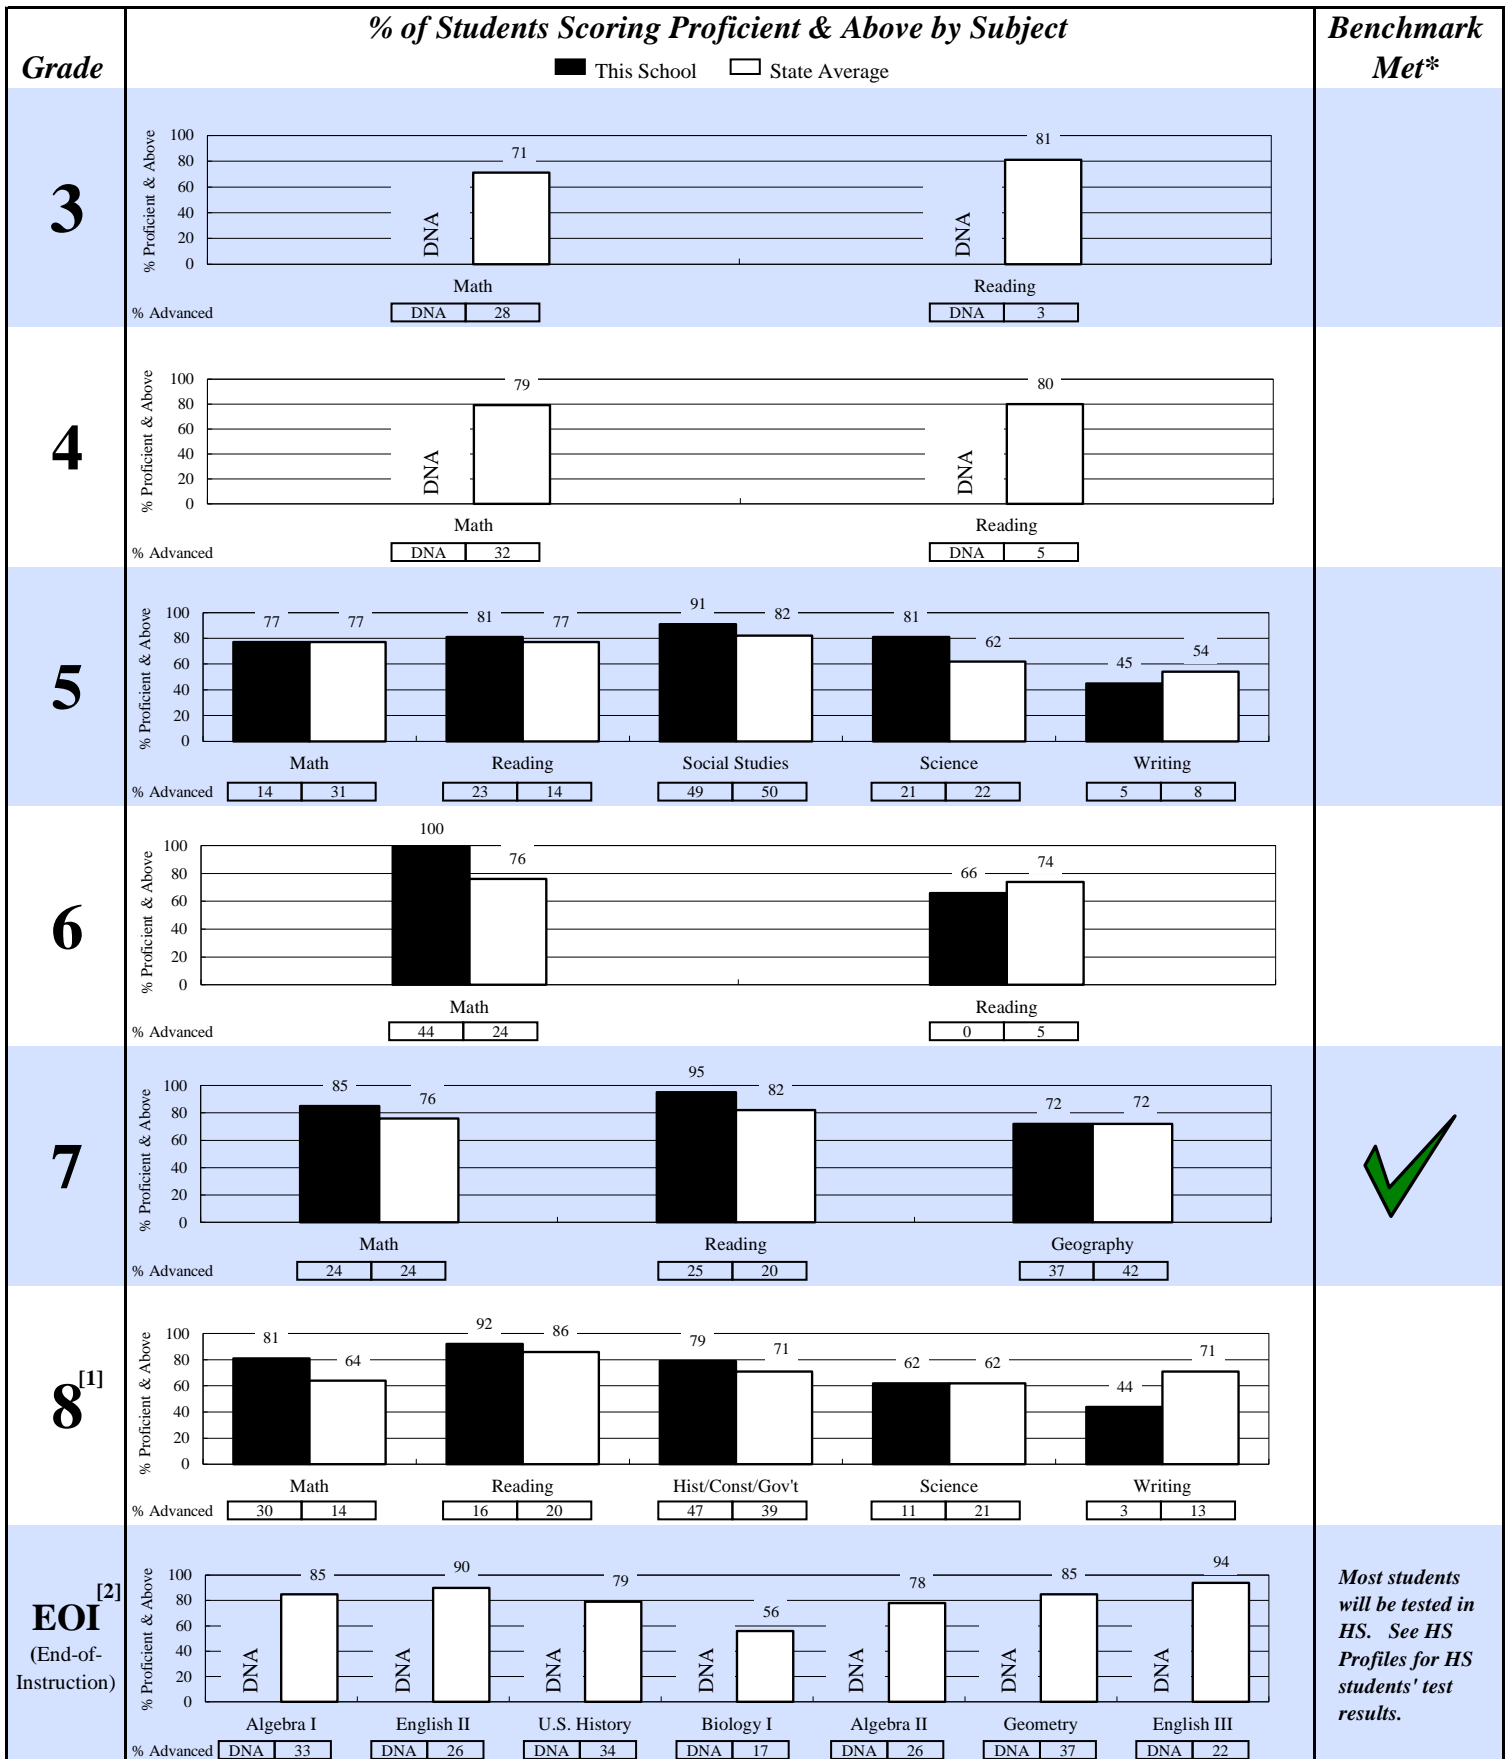 % of Students Scoring Proficient & Above by Subject
Benchmark
Met*
Grade
This School State Average
3
% Proficient & Above
100
80
60
40
20
0
DNA 71
DNA 81
Math Reading
% Advanced DNA 28 DNA 3
4
% Proficient & Above
100
80
60
40
20
0
DNA 79
DNA 80
Math Reading
% Advanced DNA 32 DNA 5
5
% Proficient & Above
100
80
60
40
20
0
77 77 81 77 91 82 81 62 45 54
Math Reading Social Studies Science Writing
% Advanced 14 31 23 14 49 50 21 22 5 8
6
% Proficient & Above
100
80
60
40
20
0
100 76 66 74
Math Reading
% Advanced 44 24 0 5
7
% Proficient & Above
100
80
60
40
20
0
85 76 95 82 72 72
Math Reading Geography
% Advanced 24 24 25 20 37 42
8[1]
% Proficient & Above
100
80
60
40
20
0
81 64 92 86 79 71 62 62 44 71
Math Reading Hist/Const/Gov't Science Writing
% Advanced 30 14 16 20 47 39 11 21 3 13
EOI[2]
(End-of-
Instruction)
% Proficient & Above
100
80
60
40
20
0
DNA 85 DNA 90 DNA 79 DNA 56 DNA 78 DNA 85 DNA 94
Algebra I English II U.S. History Biology I Algebra II Geometry English III
% Advanced DNA 33 DNA 26 DNA 34 DNA 17 DNA 26 DNA 37 DNA 22
Most students
will be tested in
HS. See HS
Profiles for HS
students' test
results.